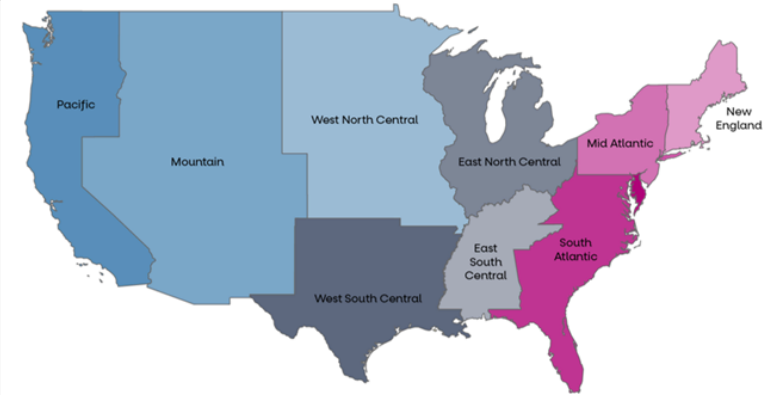 Pacific
Mountain
West North Central
East North Central
Mid Atlantic
New
England
East
South
Central
South
Atlantic
West South Central